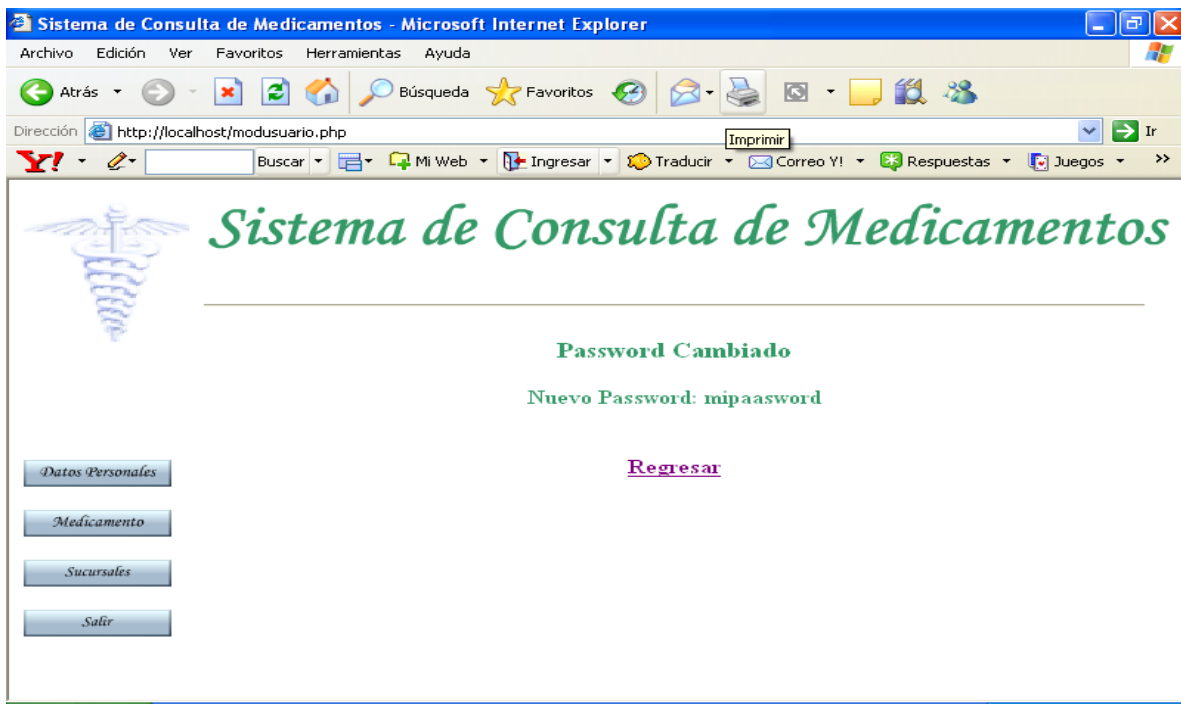 Sistema de Consulta de Medicamentos - Microsoft Internet Explorer
Archivo Edición Ver Favoritos Herramientas Ayuda
Atrás Búsqueda Favoritos
Dirección http://localhost/modusuario.php Ir
Imprimir
Y! Buscar Mi Web Ingresar Traducir Correo Y! Respuestas Juegos >>
Sistema de Consulta de Medicamentos
Password Cambiado
Nuevo Password: mipaasword
Regresar
Datos Personales
Medicamento
Sucursales
Salir